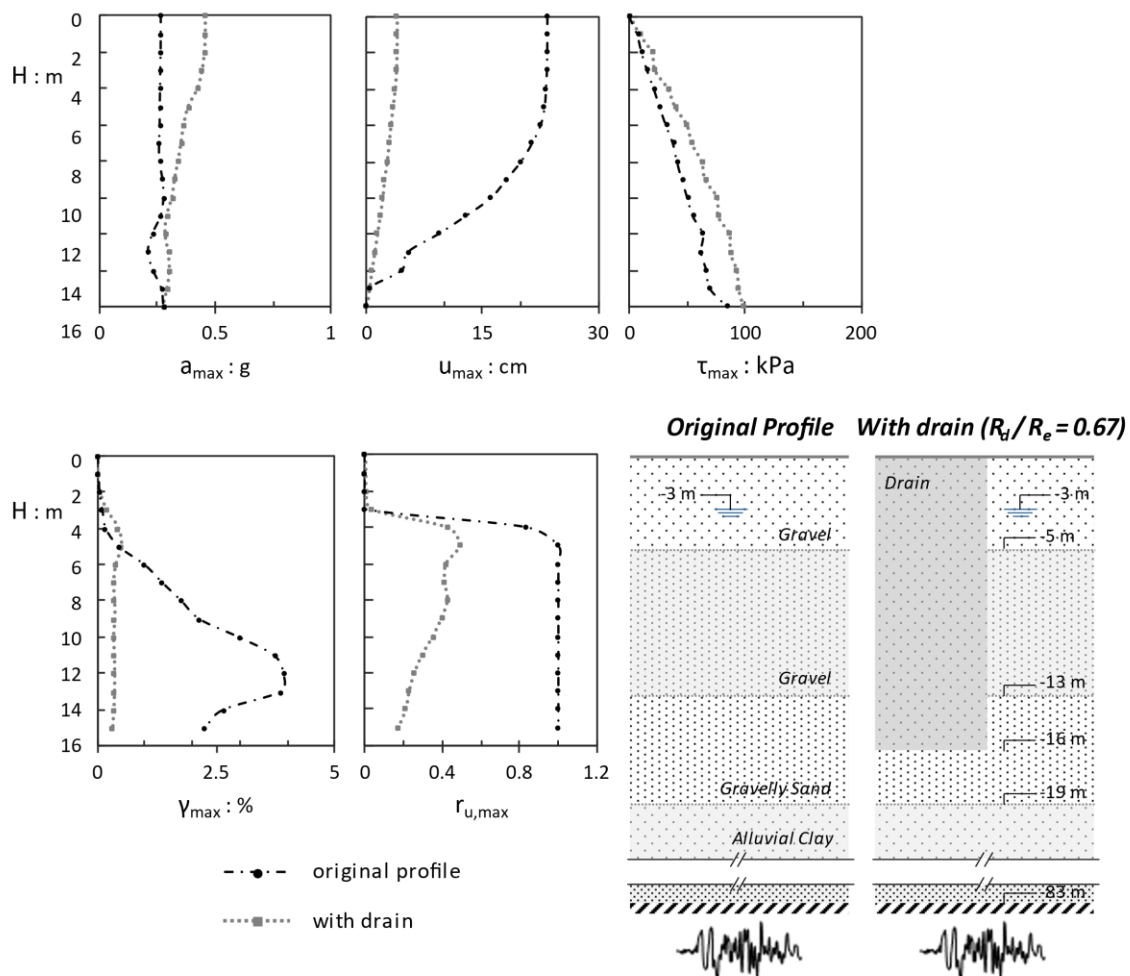 0
2
H : m
4
6
8
10
12
14
16
0 0.5 1
a_max : g
0 15 30
u_max : cm
0 50 100 200
τ_max : kPa
0
2
H : m
4
6
8
10
12
14
16
0 2.5 5
γ_max : %
0 0.4 0.8 1.2
r_u,max
original profile
with drain
Original Profile With drain (R_d / R_e = 0.67)
Drain
-3 m
-3 m
Gravel
-5 m
Gravel
-13 m
-16 m
Gravelly Sand
-19 m
Alluvial Clay
-83 m